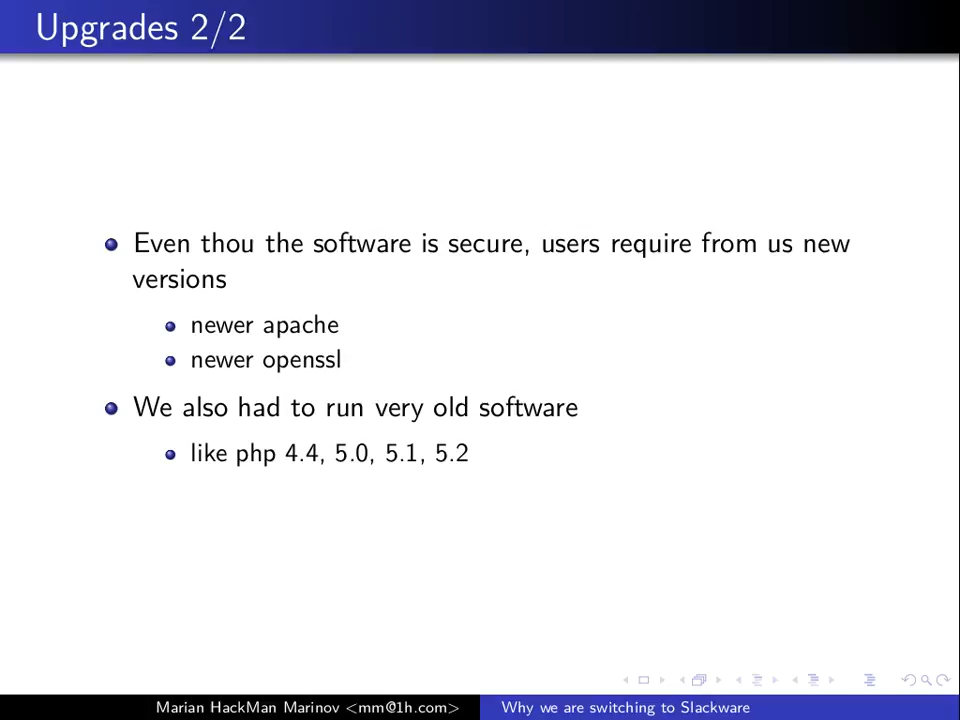 Upgrades 2/2
Even thou the software is secure, users require from us new
versions
newer apache
newer openssl
We also had to run very old software
like php 4.4, 5.0, 5.1, 5.2
Marian HackMan Marinov <mm@1h.com>
Why we are switching to Slackware